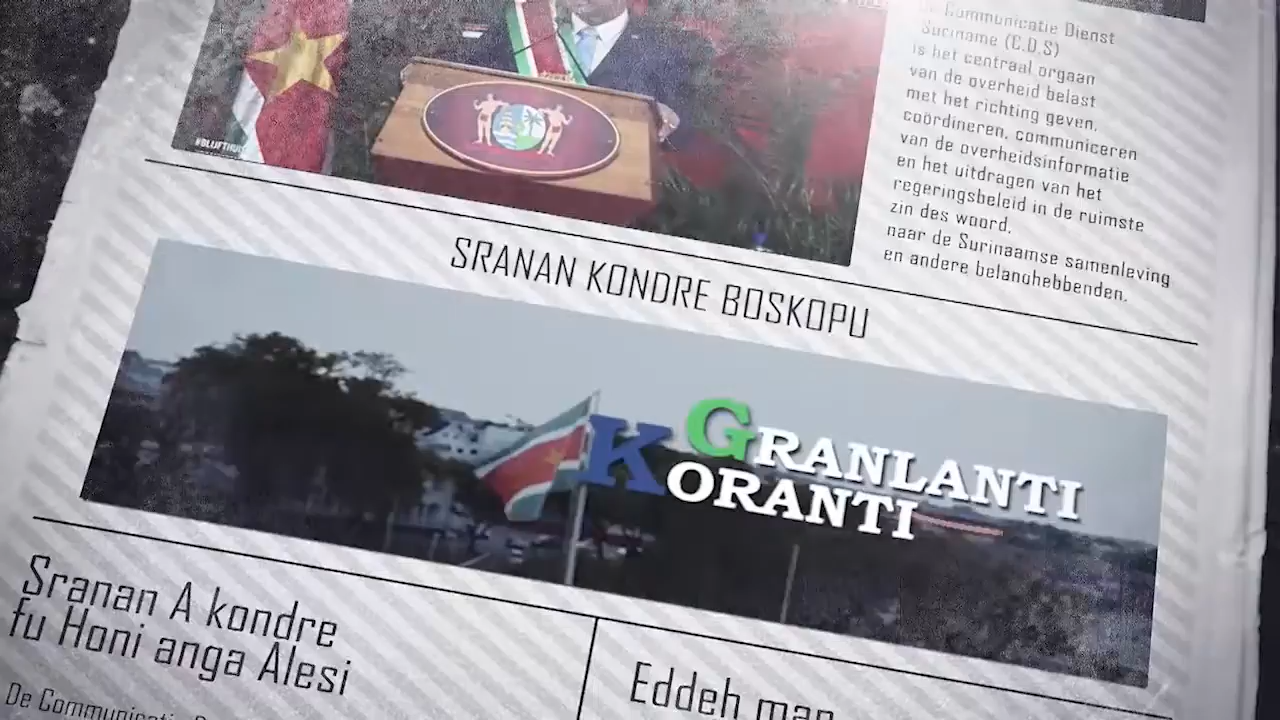 Communicatie Dienst
Suriname (C.D.S)
is het centraal orgaan
van de overheid belast
met het richting geven,
coördineren, communiceren
van de overheidsinformatie
en het uitdragen van het
regeringsbeleid in de ruimste
zin des woord,
naar de Surinaamse samenleving
en andere belanghebbenden.
SRANAN KONDRE BOSKOPU
GRANLANTI
KORANTI
Sranan A kondre
fu Honi anga Alesi
De
Eddeh man